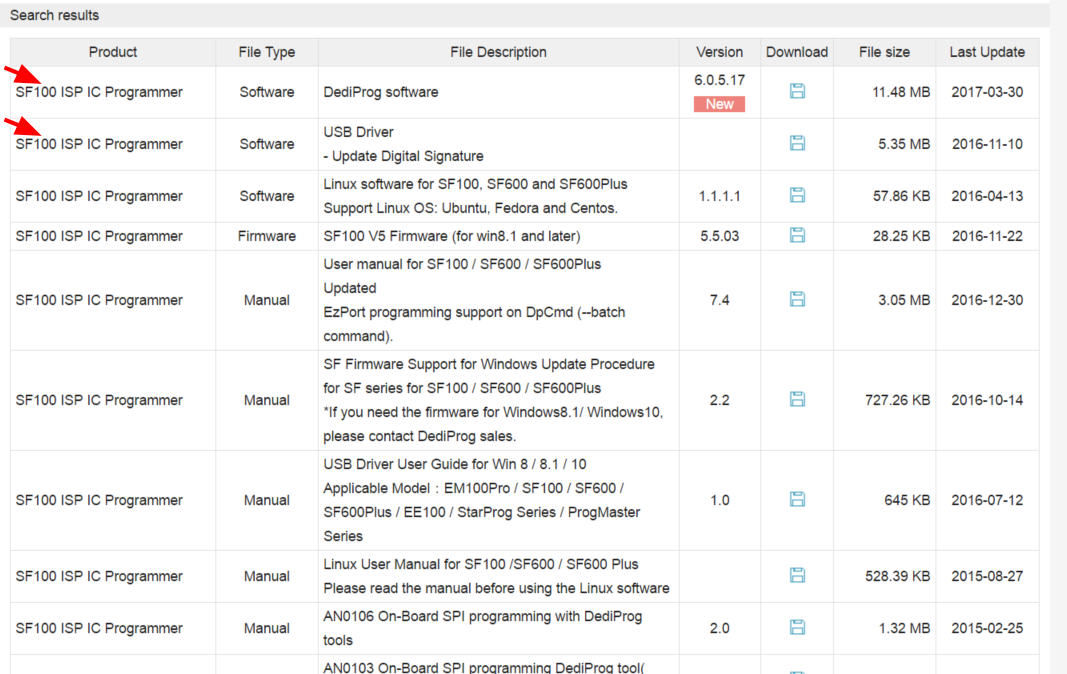 Search results
Product File Type File Description Version Download File size Last Update
SF100 ISP IC Programmer Software DediProg software 6.0.5.17 New 11.48 MB 2017-03-30
SF100 ISP IC Programmer Software USB Driver
- Update Digital Signature 5.35 MB 2016-11-10
SF100 ISP IC Programmer Software Linux software for SF100, SF600 and SF600Plus
Support Linux OS: Ubuntu, Fedora and Centos. 1.1.1.1 57.86 KB 2016-04-13
SF100 ISP IC Programmer Firmware SF100 V5 Firmware (for win8.1 and later) 5.5.03 28.25 KB 2016-11-22
SF100 ISP IC Programmer Manual User manual for SF100 / SF600 / SF600Plus
Updated
EzPort programming support on DpCmd (--batch
command). 7.4 3.05 MB 2016-12-30
SF100 ISP IC Programmer Manual SF Firmware Support for Windows Update Procedure
for SF series for SF100 / SF600 / SF600Plus
*If you need the firmware for Windows8.1/ Windows10,
please contact DediProg sales. 2.2 727.26 KB 2016-10-14
SF100 ISP IC Programmer Manual USB Driver User Guide for Win 8 / 8.1 / 10
Applicable Model : EM100Pro / SF100 / SF600 /
SF600Plus / EE100 / StarProg Series / ProgMaster
Series 1.0 645 KB 2016-07-12
SF100 ISP IC Programmer Manual Linux User Manual for SF100 /SF600 / SF600 Plus
Please read the manual before using the Linux software 528.39 KB 2015-08-27
SF100 ISP IC Programmer Manual AN0106 On-Board SPI programming with DediProg
tools 2.0 1.32 MB 2015-02-25
AN0103 On-Board SPI programming DediProg tool(